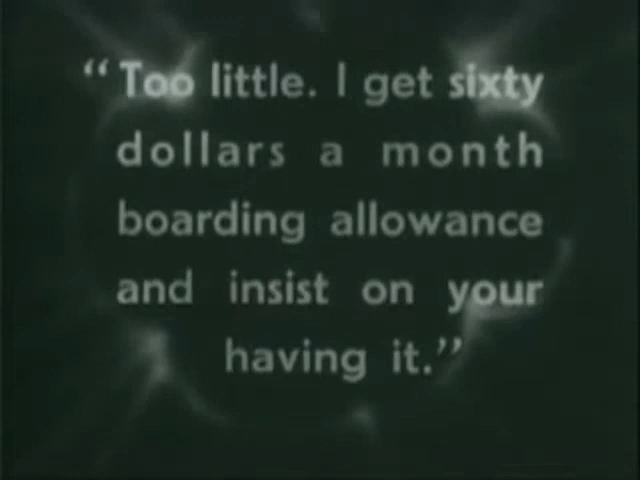 “Too little. I get sixty
dollars a month
boarding allowance
and insist on your
having it.”